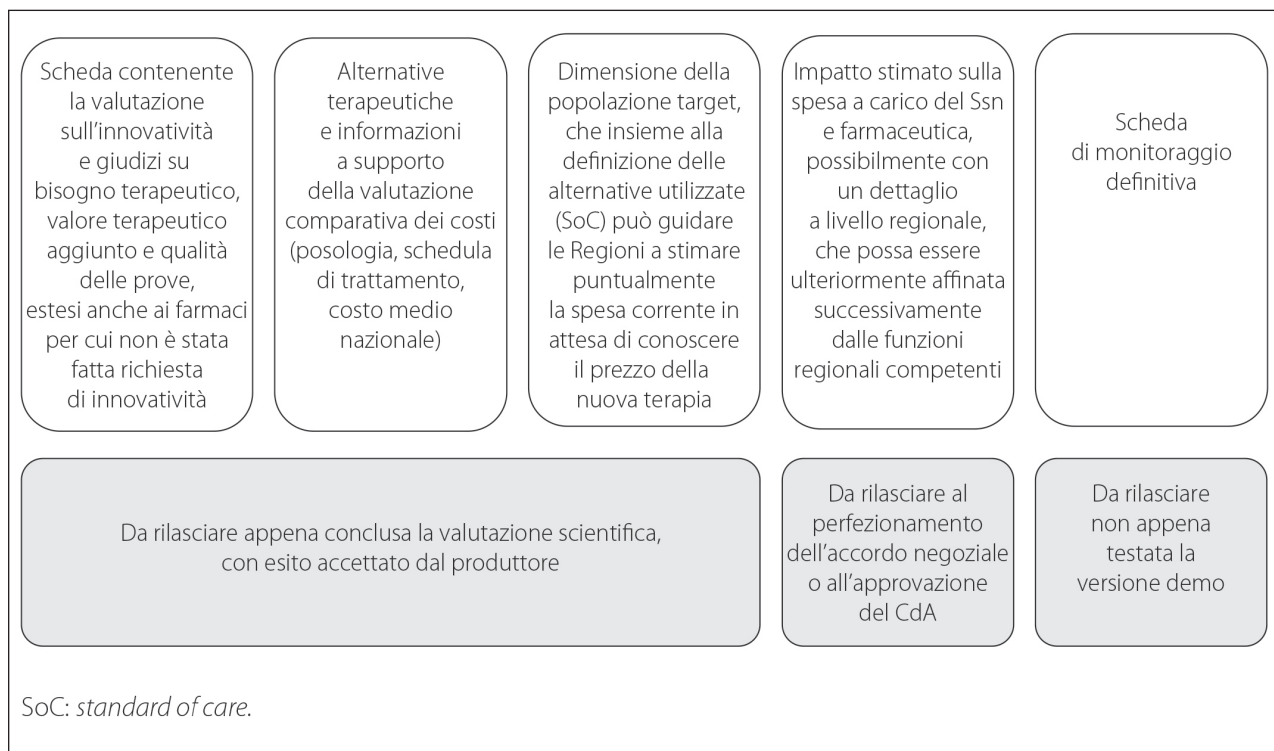 Scheda contenente
la valutazione
sull’innovatività
e giudizi su
bisogno terapeutico,
valore terapeutico
aggiunto e qualità
delle prove,
estesi anche ai farmaci
per cui non è stata
fatta richiesta
di innovatività
Alternative
terapeutiche
e informazioni
a supporto
della valutazione
comparativa dei costi
(posologia, schedula
di trattamento,
costo medio
nazionale)
Dimensione della
popolazione target,
che insieme alla
definizione delle
alternative utilizzate
(SoC) può guidare
le Regioni a stimare
puntualmente
la spesa corrente in
attesa di conoscere
il prezzo della
nuova terapia
Impatto stimato sulla
spesa a carico del Ssn
e farmaceutica,
possibilmente con
un dettaglio
a livello regionale,
che possa essere
ulteriormente affinata
successivamente
dalle funzioni
regionali competenti
Scheda
di monitoraggio
definitiva
Da rilasciare appena conclusa la valutazione scientifica,
con esito accettato dal produttore
Da rilasciare al
perfezionamento
dell’accordo negoziale
o all’approvazione
del CdA
Da rilasciare
non appena
testata la
versione demo
SoC: standard of care.